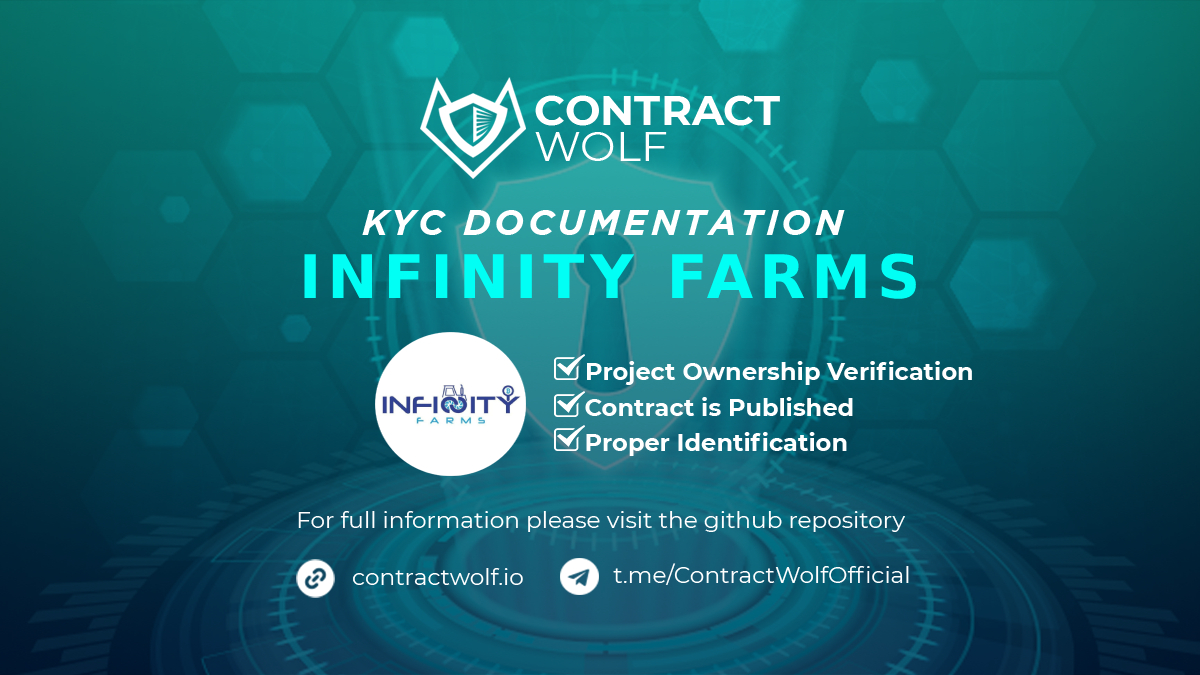 CONTRACT
WOLF
KYC DOCUMENTATION
INFINITY FARMS
INFINITY
FARMS
Project Ownership Verification
Contract is Published
Proper Identification
For full information please visit the github repository
contractwolf.io
t.me/ContractWolfOfficial